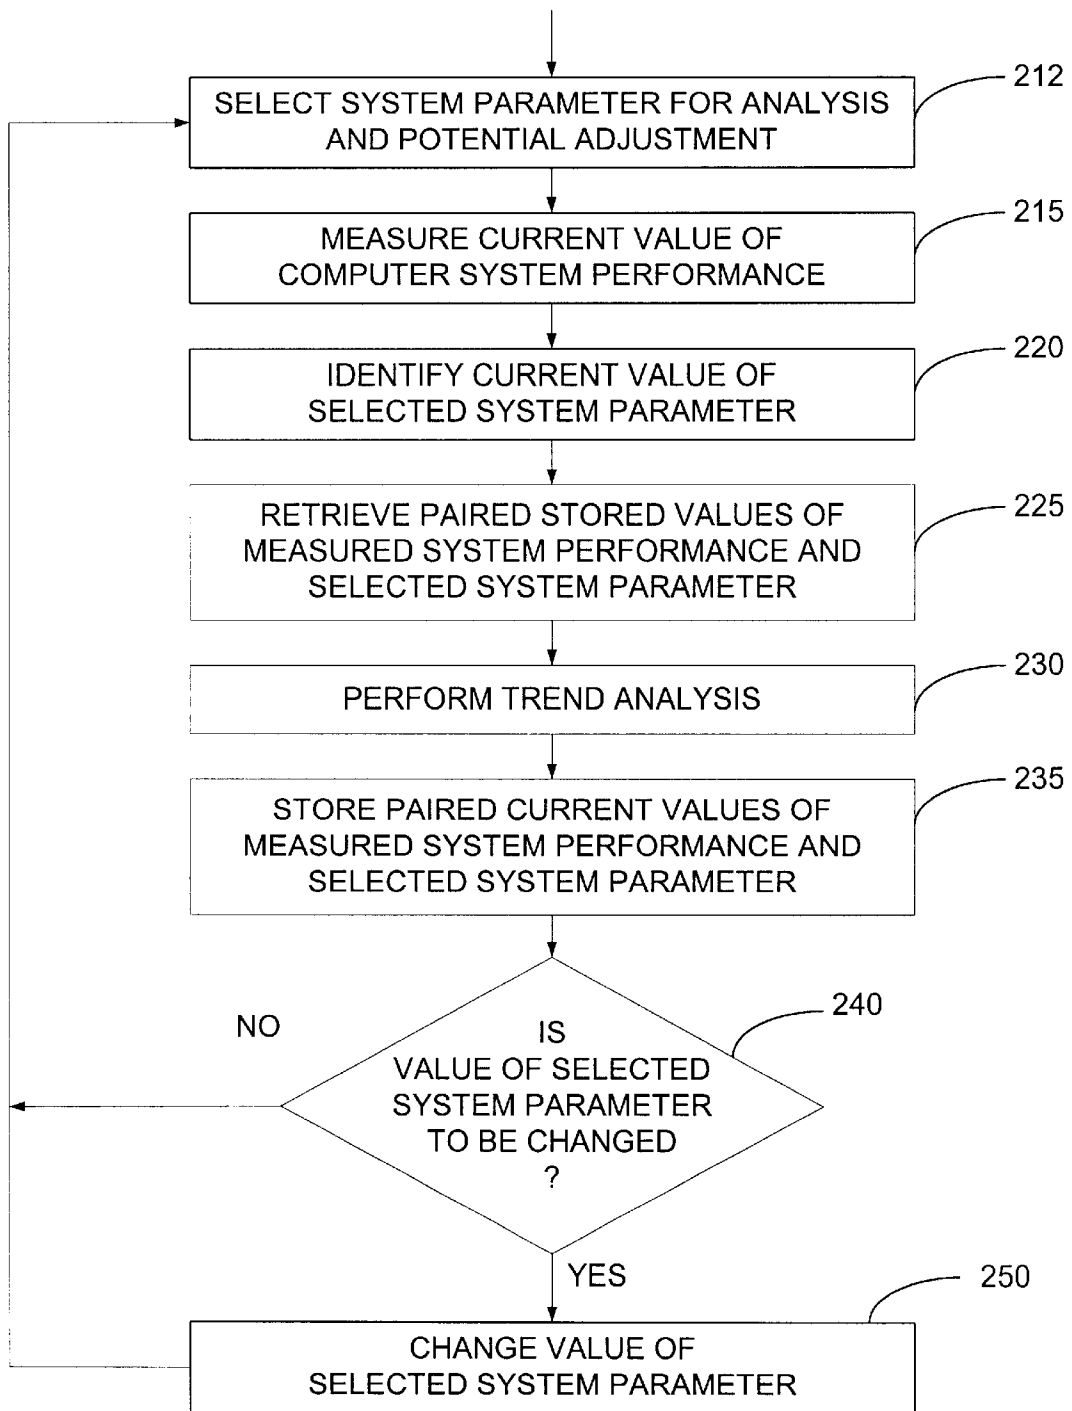 212
SELECT SYSTEM PARAMETER FOR ANALYSIS
AND POTENTIAL ADJUSTMENT
215
MEASURE CURRENT VALUE OF
COMPUTER SYSTEM PERFORMANCE
220
IDENTIFY CURRENT VALUE OF
SELECTED SYSTEM PARAMETER
225
RETRIEVE PAIRED STORED VALUES OF
MEASURED SYSTEM PERFORMANCE AND
SELECTED SYSTEM PARAMETER
230
PERFORM TREND ANALYSIS
235
STORE PAIRED CURRENT VALUES OF
MEASURED SYSTEM PERFORMANCE AND
SELECTED SYSTEM PARAMETER
240
NO
IS
VALUE OF SELECTED
SYSTEM PARAMETER
TO BE CHANGED
?
YES
250
CHANGE VALUE OF
SELECTED SYSTEM PARAMETER